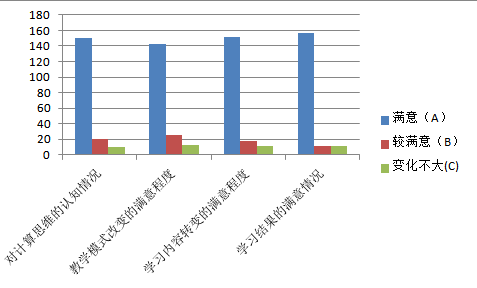 180
160
140
120
100
80
60
40
20
0
对计算思维的认知情况
教学模式改变的满意程度
学习内容转变的满意程度
学习结果的满意情况
满意（A）
较满意（B）
变化不大(C)